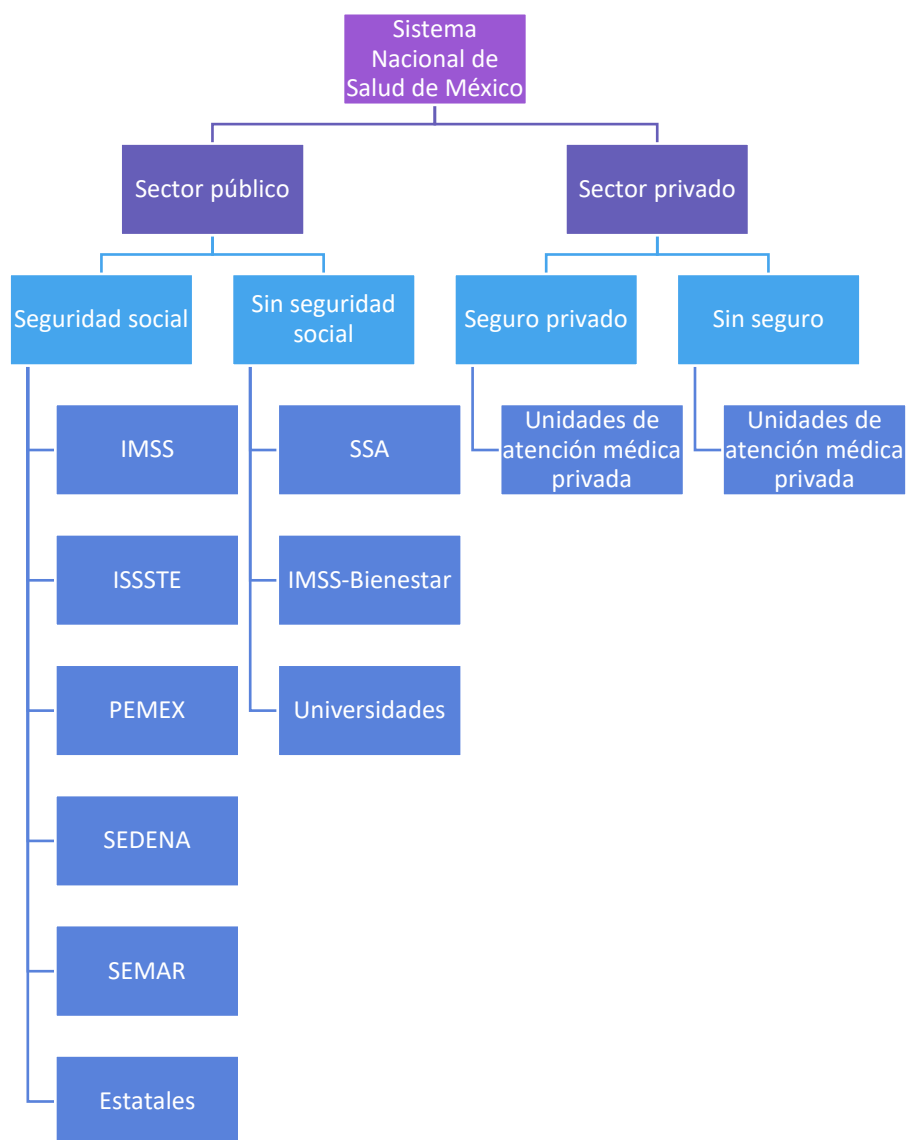 Sistema
Nacional de
Salud de México
Sector público
Sector privado
Seguridad social
Sin seguridad
social
Seguro privado
Sin seguro
IMSS
SSA
Unidades de
atención médica
privada
Unidades de
atención médica
privada
ISSSTE
IMSS-Bienestar
PEMEX
Universidades
SEDENA
SEMAR
Estatales